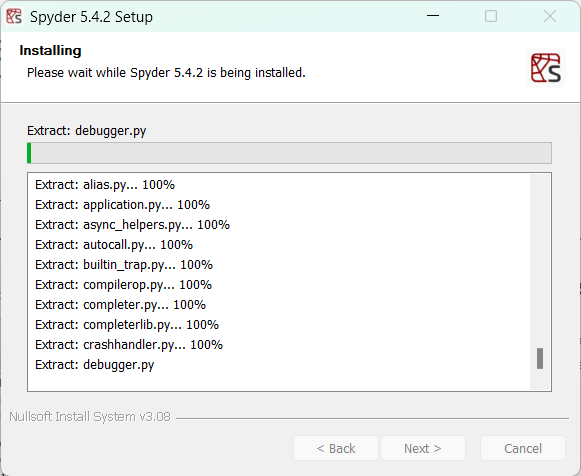 Spyder 5.4.2 Setup
Installing
Please wait while Spyder 5.4.2 is being installed.
S
Extract: debugger.py
Extract: alias.py... 100%
Extract: application.py... 100%
Extract: async_helpers.py... 100%
Extract: autocall.py... 100%
Extract: builtin_trap.py... 100%
Extract: compilerop.py... 100%
Extract: completer.py... 100%
Extract: completerlib.py... 100%
Extract: crashhandler.py... 100%
Extract: debugger.py
Nullsoft Install System v3.08
< Back
Next >
Cancel